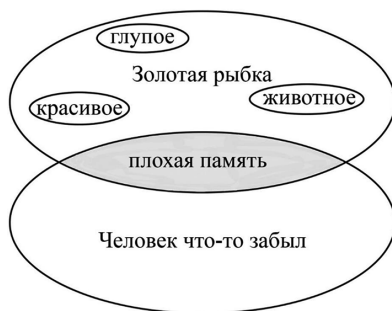 глупое
Золотая рыбка
животное
красивое
плохая память
Человек что-то забыл